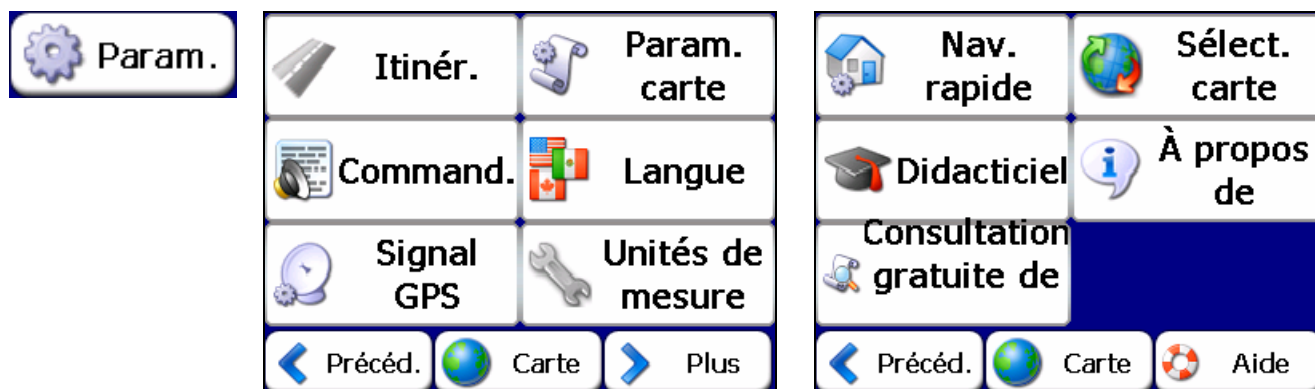 Param.
Itinér.
Param.
carte
Command.
Langue
Signal
GPS
Unités de
mesure
Précéd.
Carte
Plus
Nav.
rapide
Sélect.
carte
Didacticiel
À propos
de
Consultation
gratuite de
Précéd.
Carte
Aide